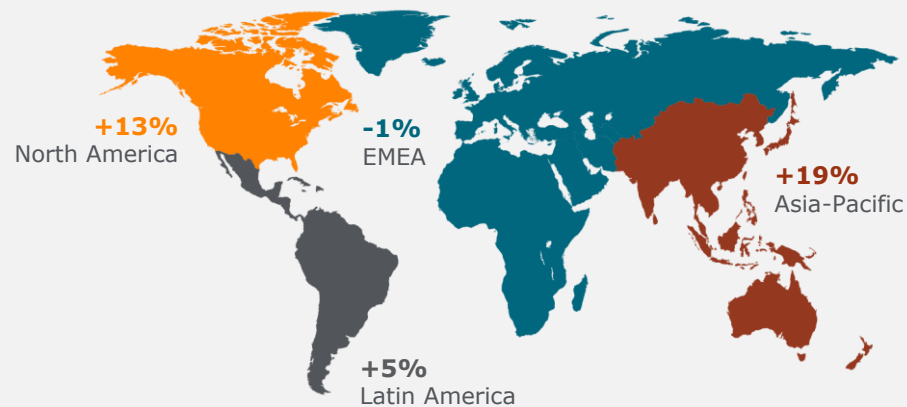 +13%
North America
-1%
EMEA
+19%
Asia-Pacific
+5%
Latin America